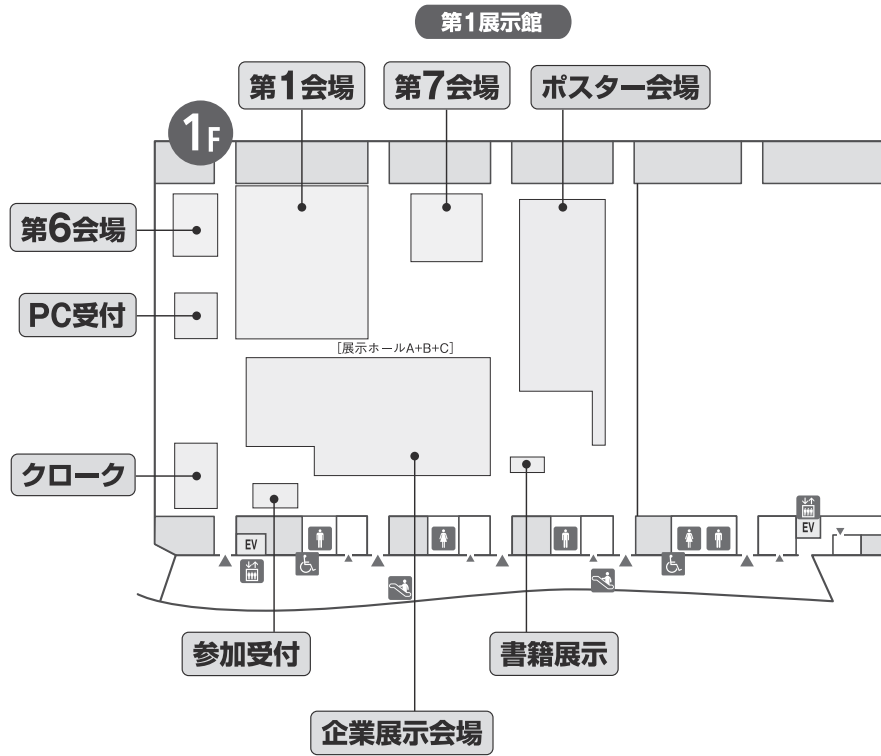 第1展示館
第1会場
第7会場
ポスター会場
1F
第6会場
PC受付
[展示ホールA+B+C]
クローク
EV
EV
参加受付
書籍展示
企業展示会場